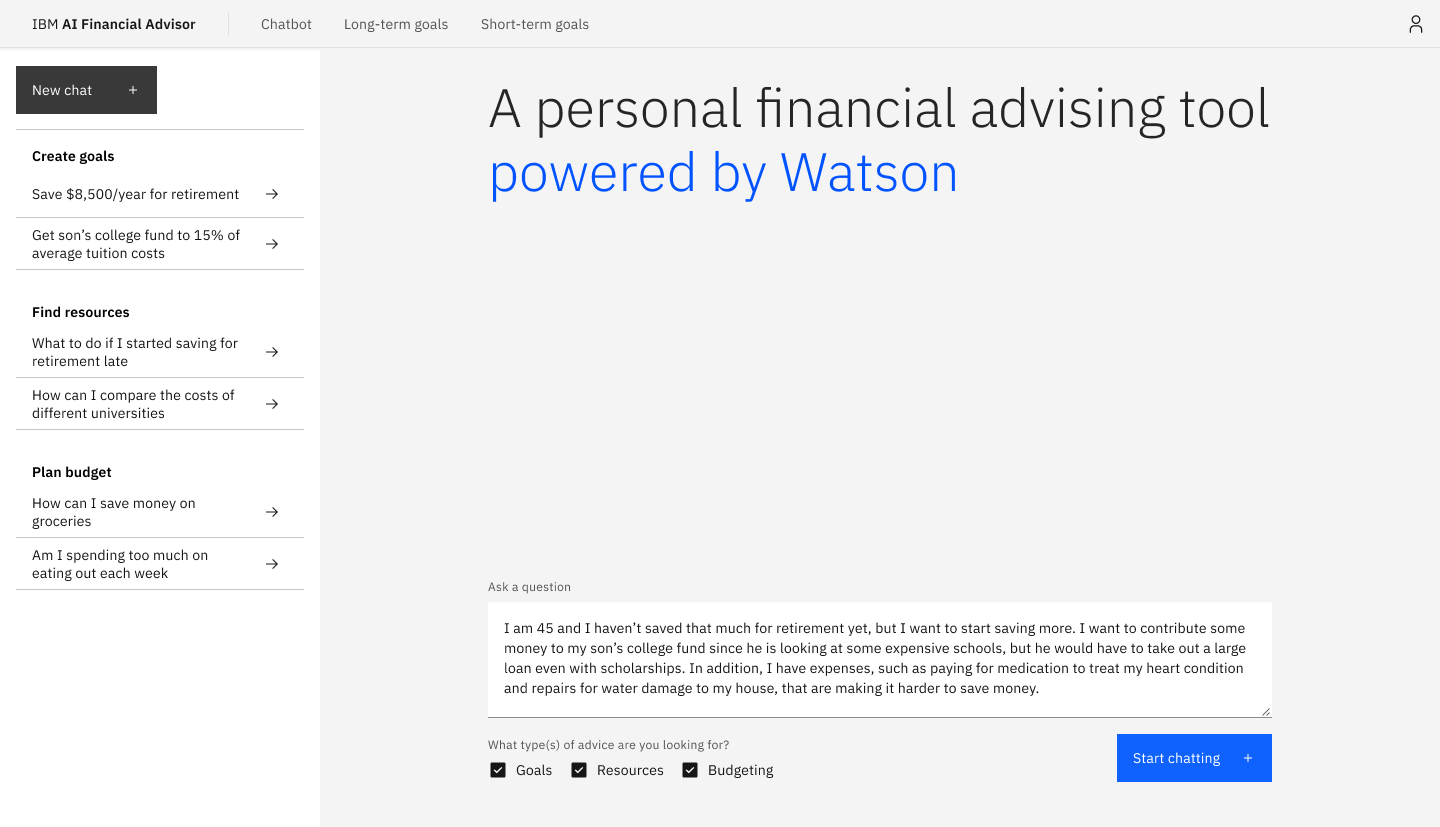 IBM AI Financial Advisor
Chatbot
Long-term goals
Short-term goals
New chat
Create goals
Save $8,500/year for retirement
Get son’s college fund to 15% of
average tuition costs
Find resources
What to do if I started saving for
retirement late
How can I compare the costs of
different universities
Plan budget
How can I save money on
groceries
Am I spending too much on
eating out each week
A personal financial advising tool
powered by Watson
Ask a question
I am 45 and I haven’t saved that much for retirement yet, but I want to start saving more. I want to contribute some
money to my son’s college fund since he is looking at some expensive schools, but he would have to take out a large
loan even with scholarships. In addition, I have expenses, such as paying for medication to treat my heart condition
and repairs for water damage to my house, that are making it harder to save money.
What type(s) of advice are you looking for?
Goals
Resources
Budgeting
Start chatting